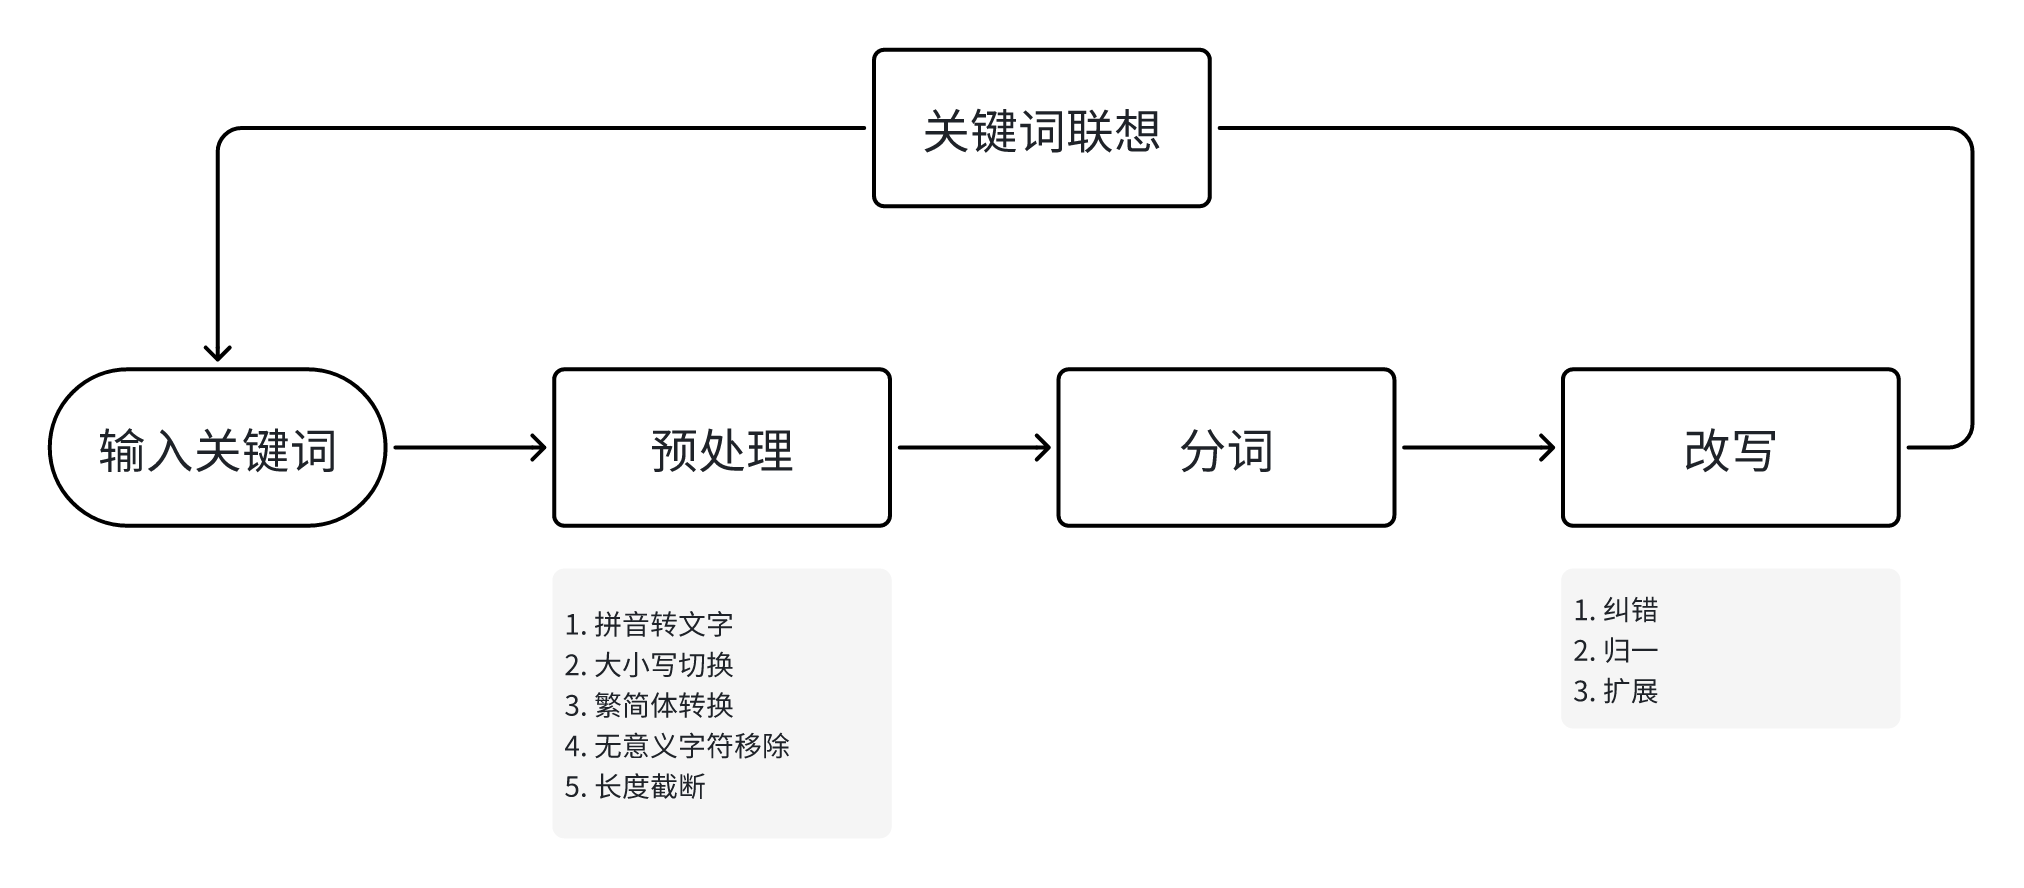 关键词联想
输入关键词
预处理
分词
改写
1. 拼音转文字
2. 大小写切换
3. 繁简体转换
4. 无意义字符移除
5. 长度截断
1. 纠错
2. 归一
3. 扩展